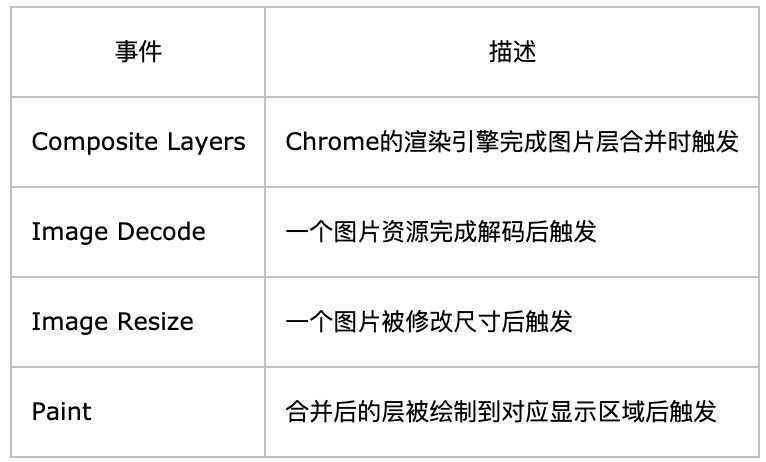 事件
描述
Composite Layers
Chrome的渲染引擎完成图片层合并时触发
Image Decode
一个图片资源完成解码后触发
Image Resize
一个图片被修改尺寸后触发
Paint
合并后的层被绘制到对应显示区域后触发